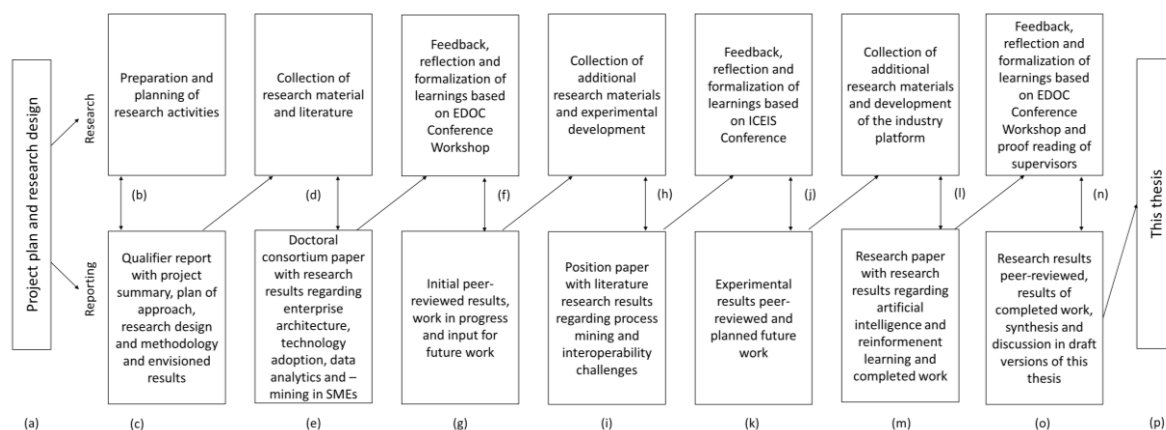 Project plan and research design
Research
Reporting
Preparation and
planning of
research activities
Collection of
research material
and literature
Feedback,
reflection and
formalization of
learnings based
on EDOC
Conference
Workshop
Collection of
additional
research materials
and experimental
development
Feedback,
reflection and
formalization of
learnings based
on ICEIS
Conference
Collection of
additional
research materials
and development
of the industry
platform
Feedback,
reflection and
formalization of
learnings based
on EDOC
Conference
Workshop and
proof reading of
supervisors
This thesis
(b)
(d)
(f)
(h)
(j)
(l)
(n)
Qualifier report
with project
summary, plan of
approach,
research design
and methodology
and envisioned
results
Doctoral
consortium paper
with research
results regarding
enterprise
architecture,
technology
adoption, data
analytics and –
mining in SMEs
Initial peer-
reviewed results,
work in progress
and input for
future work
Position paper
with literature
research results
regarding process
mining and
interoperability
challenges
Experimental
results peer-
reviewed and
planned future
work
Research paper
with research
results regarding
artificial
intelligence and
reinformenent
learning and
completed work
Research results
peer-reviewed,
results of
completed work,
synthesis and
discussion in draft
versions of this
thesis
(a)
(c)
(e)
(g)
(i)
(k)
(m)
(o)
(p)